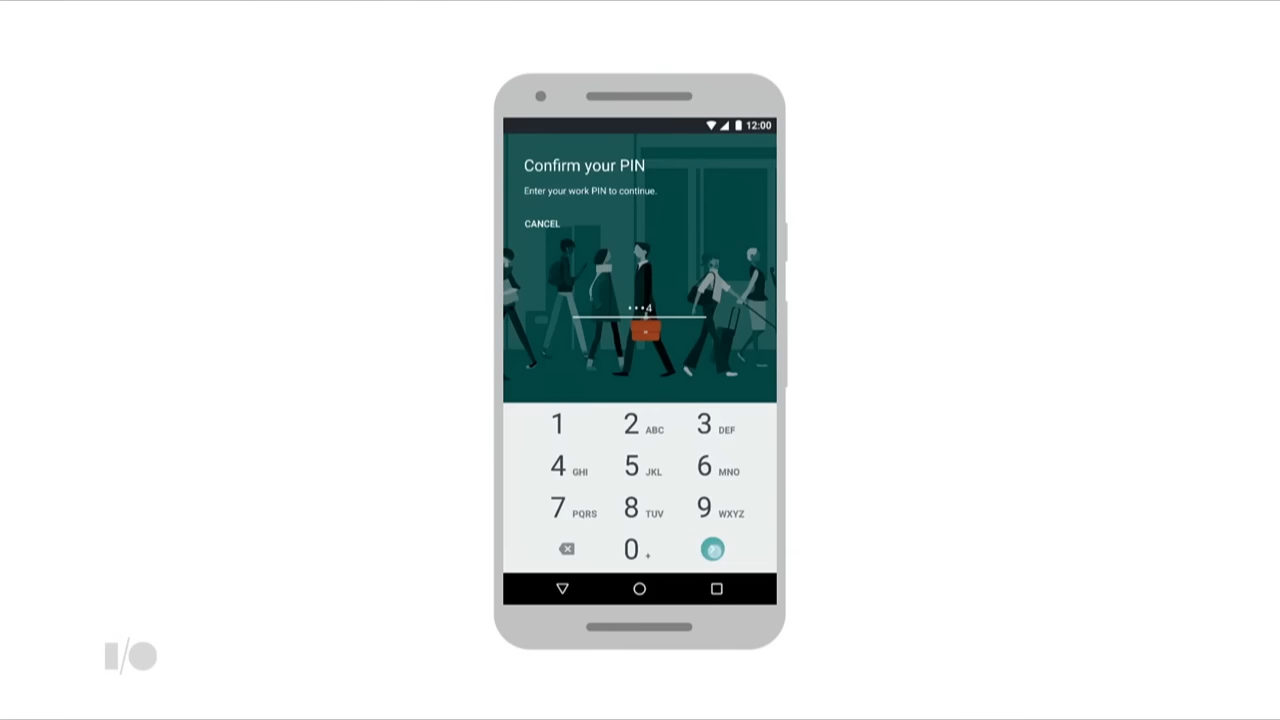 12:00
Confirm your PIN
Enter your work PIN to continue.
CANCEL
•••4
1 2 ABC 3 DEF
4 GHI 5 JKL 6 MNO
7 PQRS 8 TUV 9 WXYZ
0 +
I/O